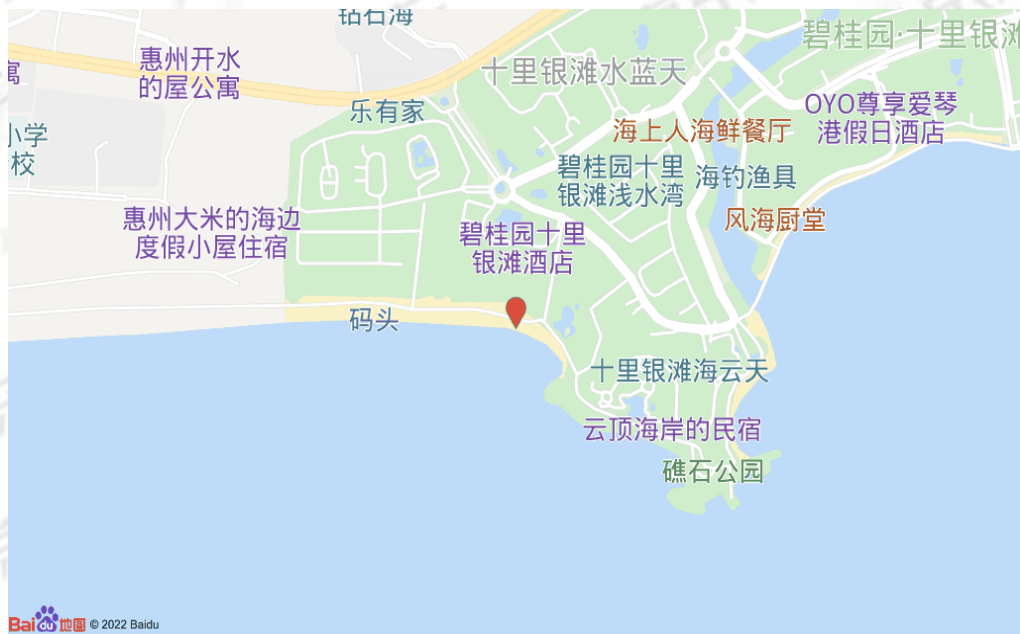 钻石海
碧桂园·十里银滩
惠州开水
的屋公寓
寓
十里银滩水蓝天
乐有家
OYO尊享爱琴
港假日酒店
海上人海鲜餐厅
小学
校
碧桂园十里
银滩浅水湾
海钓渔具
惠州大米的海边
度假小屋住宿
风海厨堂
碧桂园十里
银滩酒店
码头
十里银滩海云天
云顶海岸的民宿
礁石公园
Baidu地图 © 2022 Baidu